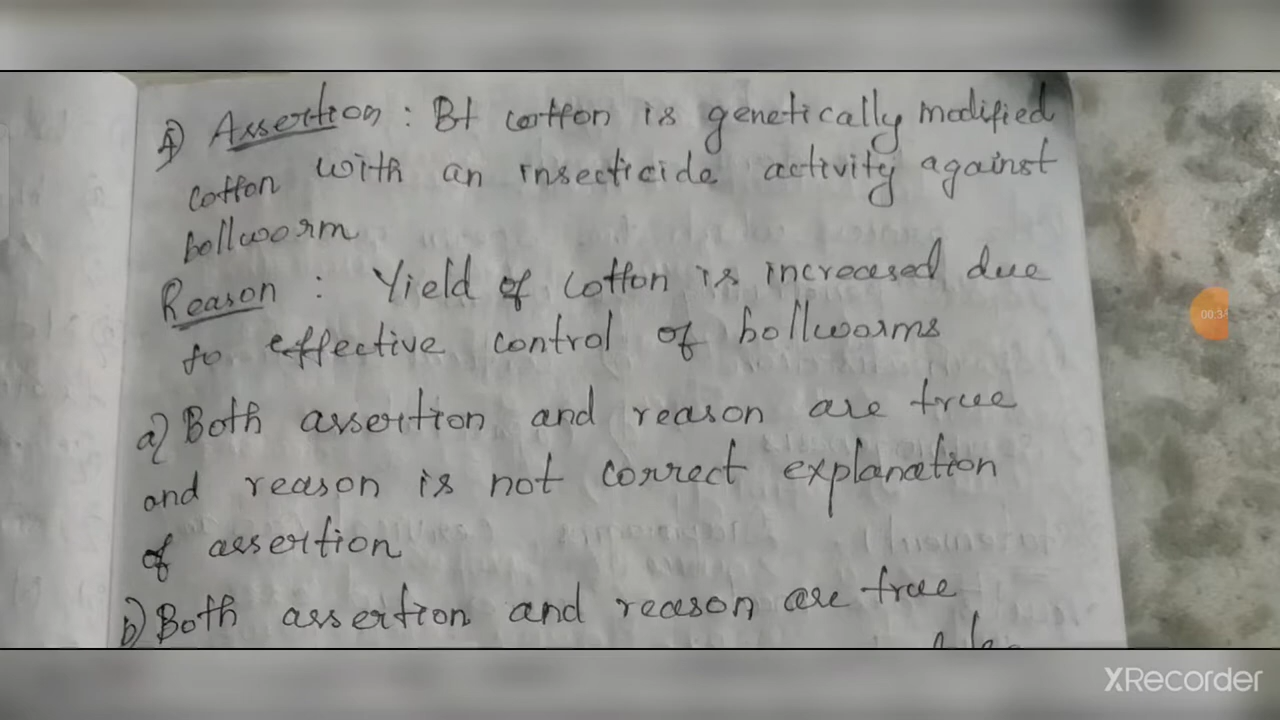 4) Assertion : Bt cotton is genetically modified
cotton with an insecticide activity against
bollworm
Reason : Yield of cotton is increased due
to effective control of bollworms
a) Both assertion and reason are true
and reason is not correct explanation
of assertion
b) Both assertion and reason are true
00:3
XRecorder